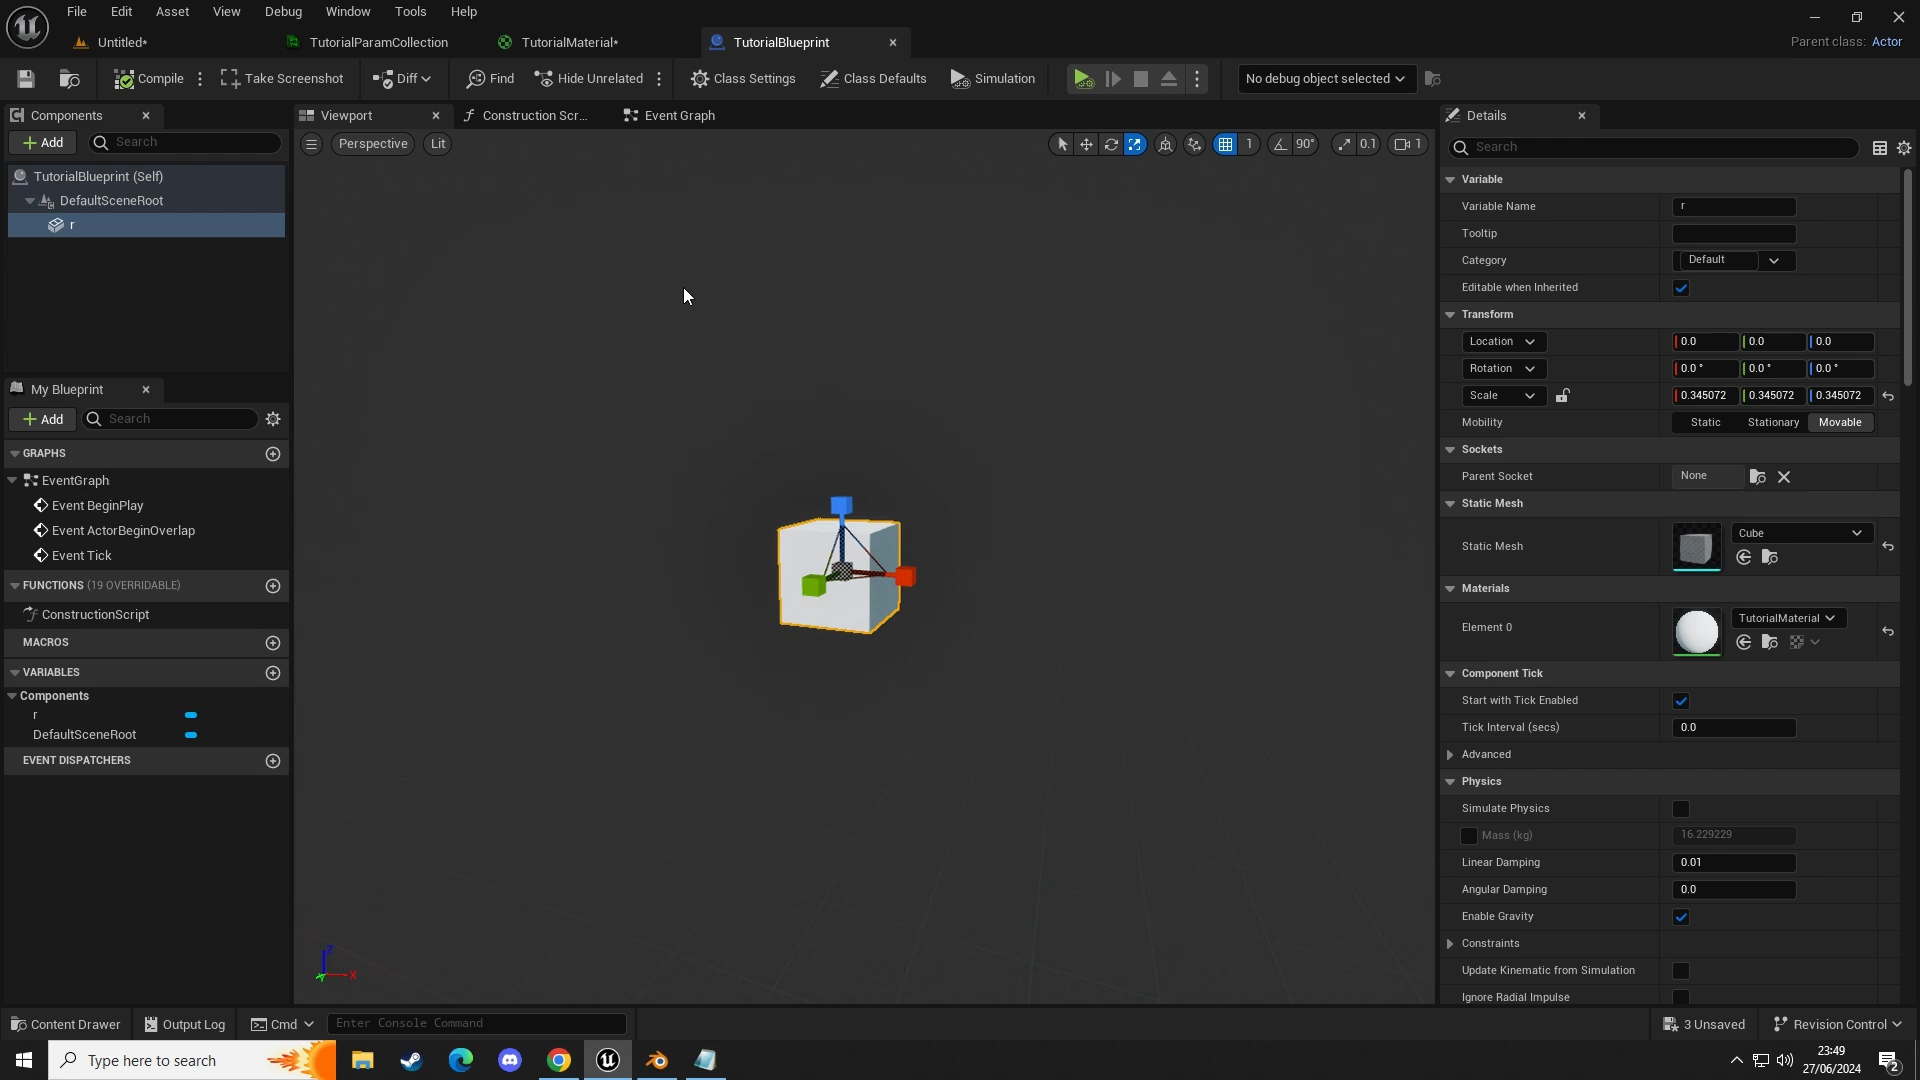 File Edit Asset View Debug Window Tools Help
Untitled* TutorialParamCollection TutorialMaterial* TutorialBlueprint Parent class: Actor
Compile Take Screenshot Diff Find Hide Unrelated Class Settings Class Defaults Simulation No debug object selected
Components
Add Search
TutorialBlueprint (Self)
DefaultSceneRoot
r
My Blueprint
Add Search
GRAPHS
EventGraph
Event BeginPlay
Event ActorBeginOverlap
Event Tick
FUNCTIONS (19 OVERRIDABLE)
ConstructionScript
MACROS
VARIABLES
Components
r
DefaultSceneRoot
EVENT DISPATCHERS
Viewport Construction Scr... Event Graph
Perspective Lit 1 90° 0.1 1
Z
X
Details
Search
Variable
Variable Name r
Tooltip
Category Default
Editable when Inherited
Transform
Location 0.0 0.0 0.0
Rotation 0.0 ° 0.0 ° 0.0 °
Scale 0.345072 0.345072 0.345072
Mobility Static Stationary Movable
Sockets
Parent Socket None
Static Mesh
Static Mesh Cube
Materials
Element 0 TutorialMaterial
Component Tick
Start with Tick Enabled
Tick Interval (secs) 0.0
Advanced
Physics
Simulate Physics
Mass (kg) 16.229229
Linear Damping 0.01
Angular Damping 0.0
Enable Gravity
Constraints
Update Kinematic from Simulation
Ignore Radial Impulse
Content Drawer Output Log Cmd Enter Console Command 3 Unsaved Revision Control
Type here to search 23:49
27/06/2024 2